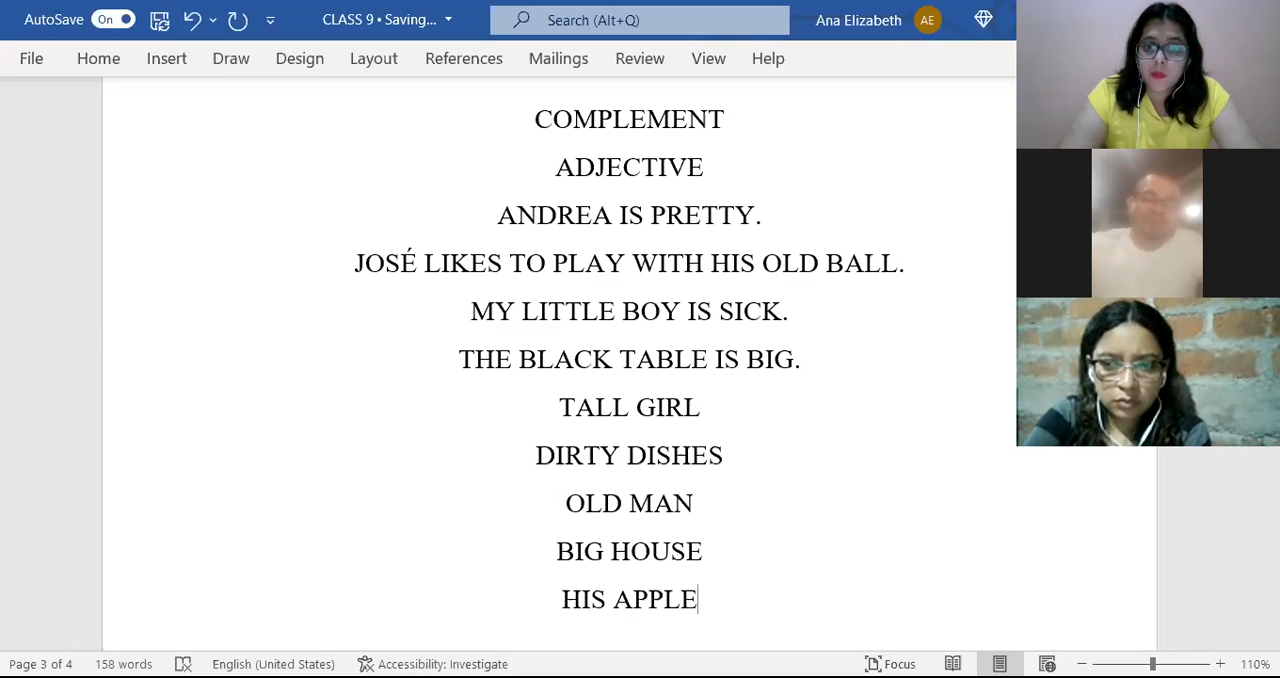 AutoSave On CLASS 9 • Saving... Search (Alt+Q) Ana Elizabeth AE
File Home Insert Draw Design Layout References Mailings Review View Help
COMPLEMENT
ADJECTIVE
ANDREA IS PRETTY.
JOSÉ LIKES TO PLAY WITH HIS OLD BALL.
MY LITTLE BOY IS SICK.
THE BLACK TABLE IS BIG.
TALL GIRL
DIRTY DISHES
OLD MAN
BIG HOUSE
HIS APPLE
Page 3 of 4 158 words English (United States) Accessibility: Investigate Focus 110%